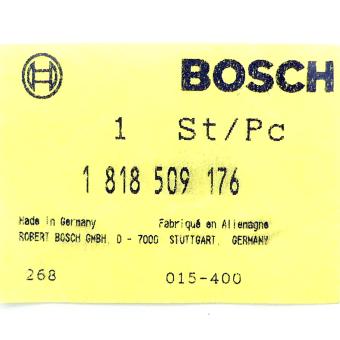 BOSCH
1 St/Pc
1 818 509 176
Made in Germany Fabriqué en Allemagne
ROBERT BOSCH GMBH, D - 7000 STUTTGART, GERMANY
268 015-400